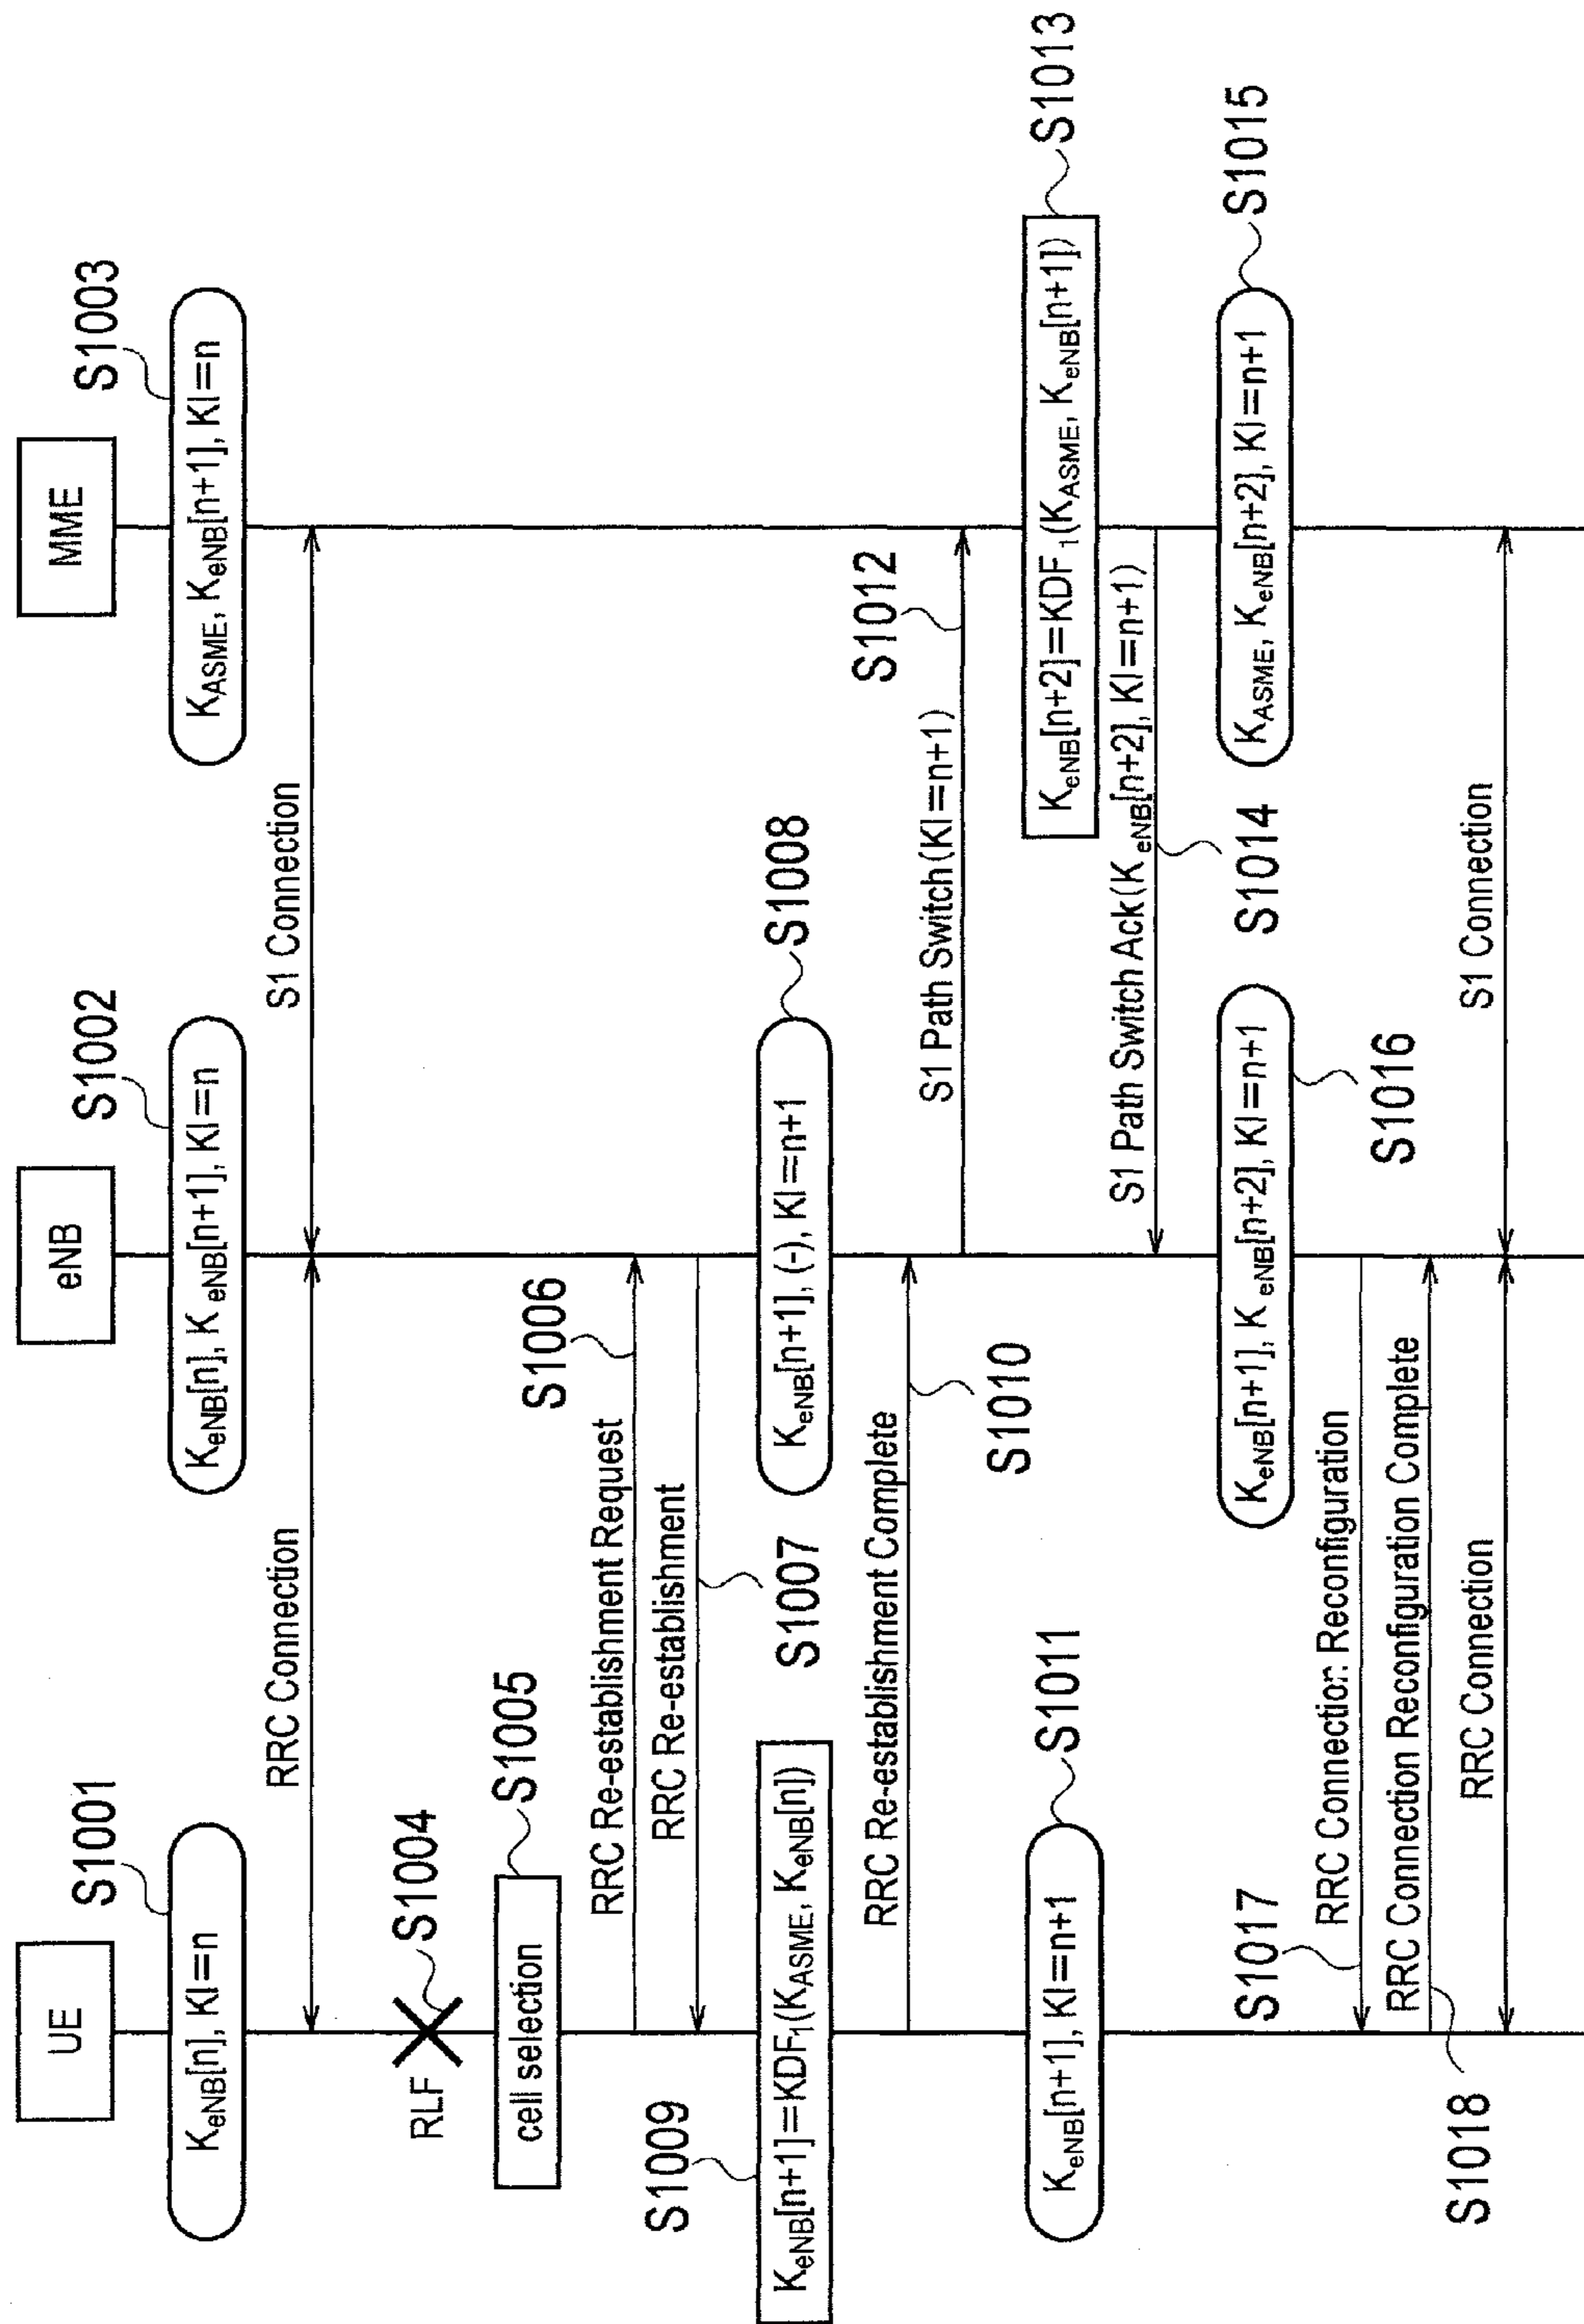 UE
eNB
MME
S1001
S1002
S1003
KeNB[n], KI=n
KeNB[n], KeNB[n+1], KI=n
KASME, KeNB[n+1], KI=n
RRC Connection
S1 Connection
RLF
S1004
cell selection
S1005
RRC Re-establishment Request
S1006
RRC Re-establishment
S1007
S1009
KeNB[n+1]=KDF1(KASME, KeNB[n])
KeNB[n+1], (-), KI=n+1
S1008
RRC Re-establishment Complete
S1010
S1 Path Switch(KI=n+1)
S1012
KeNB[n+1], KI=n+1
S1011
KeNB[n+2]=KDF1(KASME, KeNB[n+1])
S1013
S1 Path Switch Ack(KeNB[n+2], KI=n+1)
S1014
KeNB[n+1], KeNB[n+2], KI=n+1
S1016
KASME, KeNB[n+2], KI=n+1
S1015
S1017
RRC Connection Reconfiguration
RRC Connection Reconfiguration Complete
S1018
RRC Connection
S1 Connection